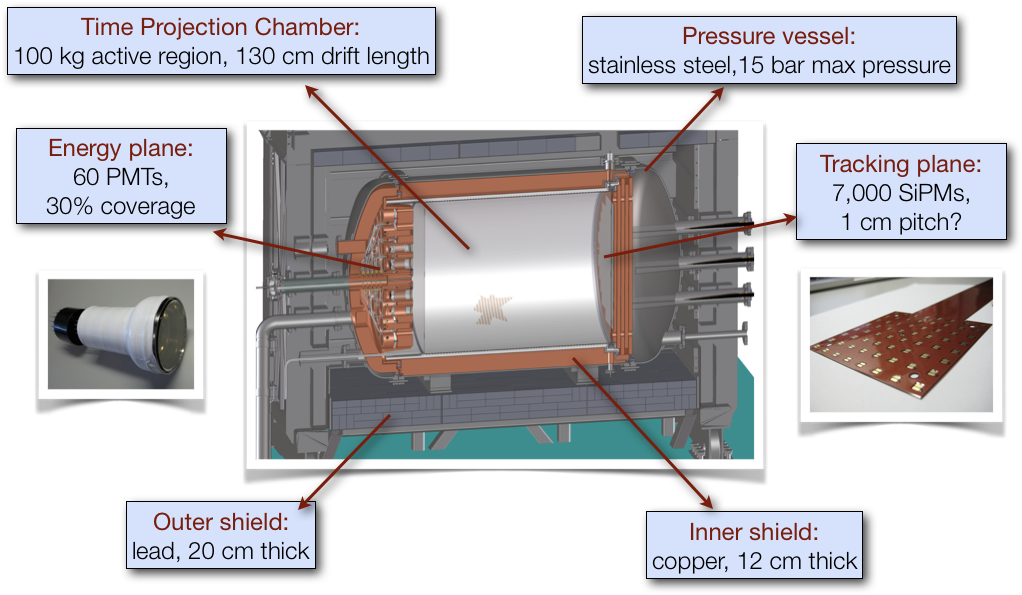 Time Projection Chamber:
100 kg active region, 130 cm drift length
Pressure vessel:
stainless steel,15 bar max pressure
Energy plane:
60 PMTs,
30% coverage
Tracking plane:
7,000 SiPMs,
1 cm pitch?
Outer shield:
lead, 20 cm thick
Inner shield:
copper, 12 cm thick